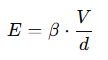 E = β · V/d